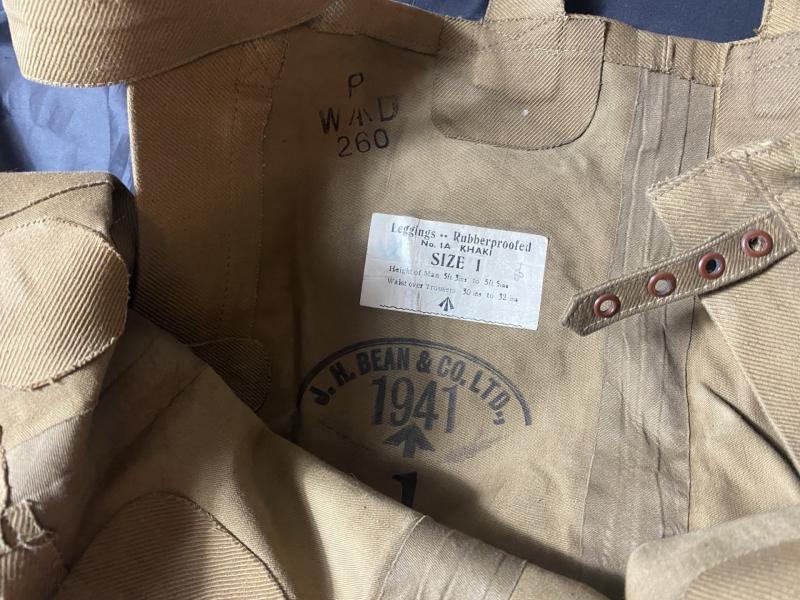 P
W D
260
Leggings -- Rubberproofed
No. 1A KHAKI
SIZE 1
Height of Man 5ft 3ins to 5ft 5ins
Waist over Trousers 30 ins to 32 ins
J. H. BEAN & CO. LTD.,
1941
1